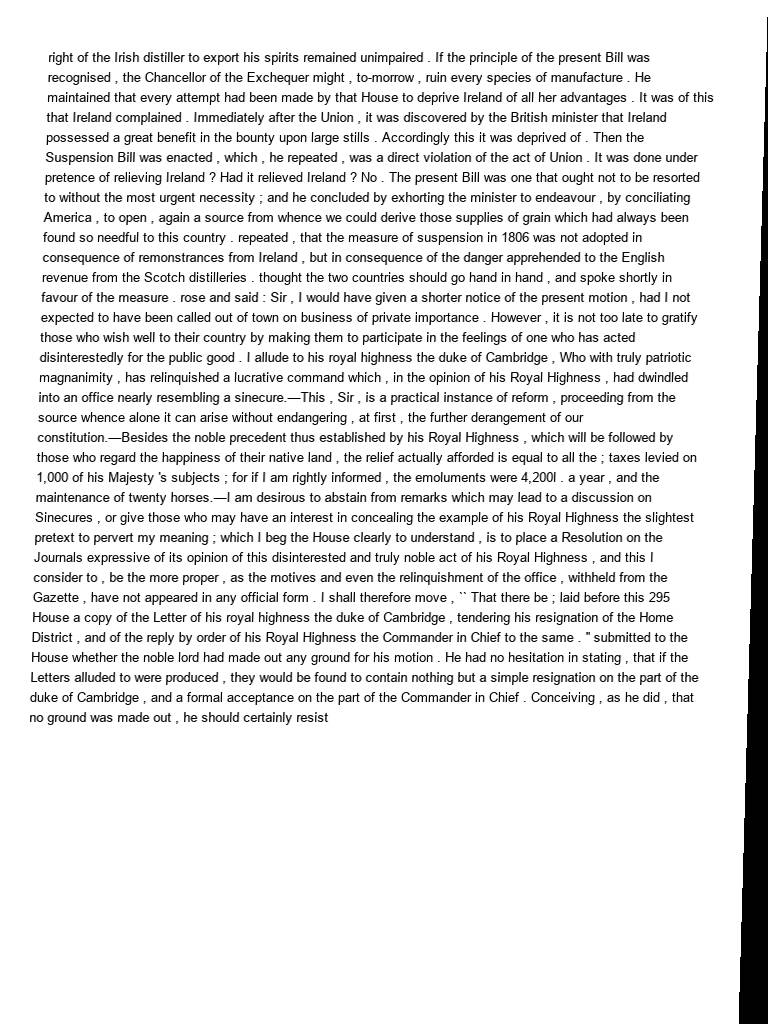 right of the Irish distiller to export his spirits remained unimpaired . If the principle of the present Bill was
recognised , the Chancellor of the Exchequer might , to-morrow , ruin every species of manufacture . He
maintained that every attempt had been made by that House to deprive Ireland of all her advantages . It was of this
that Ireland complained . Immediately after the Union , it was discovered by the British minister that Ireland
possessed a great benefit in the bounty upon large stills . Accordingly this it was deprived of . Then the
Suspension Bill was enacted , which , he repeated , was a direct violation of the act of Union . It was done under
pretence of relieving Ireland ? Had it relieved Ireland ? No . The present Bill was one that ought not to be resorted
to without the most urgent necessity ; and he concluded by exhorting the minister to endeavour , by conciliating
America , to open , again a source from whence we could derive those supplies of grain which had always been
found so needful to this country . repeated , that the measure of suspension in 1806 was not adopted in
consequence of remonstrances from Ireland , but in consequence of the danger apprehended to the English
revenue from the Scotch distilleries . thought the two countries should go hand in hand , and spoke shortly in
favour of the measure . rose and said : Sir , I would have given a shorter notice of the present motion , had I not
expected to have been called out of town on business of private importance . However , it is not too late to gratify
those who wish well to their country by making them to participate in the feelings of one who has acted
disinterestedly for the public good . I allude to his royal highness the duke of Cambridge , Who with truly patriotic
magnanimity , has relinquished a lucrative command which , in the opinion of his Royal Highness , had dwindled
into an office nearly resembling a sinecure.—This , Sir , is a practical instance of reform , proceeding from the
source whence alone it can arise without endangering , at first , the further derangement of our
constitution.—Besides the noble precedent thus established by his Royal Highness , which will be followed by
those who regard the happiness of their native land , the relief actually afforded is equal to all the ; taxes levied on
1,000 of his Majesty 's subjects ; for if I am rightly informed , the emoluments were 4,200l . a year , and the
maintenance of twenty horses.—I am desirous to abstain from remarks which may lead to a discussion on
Sinecures , or give those who may have an interest in concealing the example of his Royal Highness the slightest
pretext to pervert my meaning ; which I beg the House clearly to understand , is to place a Resolution on the
Journals expressive of its opinion of this disinterested and truly noble act of his Royal Highness , and this I
consider to , be the more proper , as the motives and even the relinquishment of the office , withheld from the
Gazette , have not appeared in any official form . I shall therefore move , `` That there be ; laid before this 295
House a copy of the Letter of his royal highness the duke of Cambridge , tendering his resignation of the Home
District , and of the reply by order of his Royal Highness the Commander in Chief to the same . '' submitted to the
House whether the noble lord had made out any ground for his motion . He had no hesitation in stating , that if the
Letters alluded to were produced , they would be found to contain nothing but a simple resignation on the part of the
duke of Cambridge , and a formal acceptance on the part of the Commander in Chief . Conceiving , as he did , that
no ground was made out , he should certainly resist